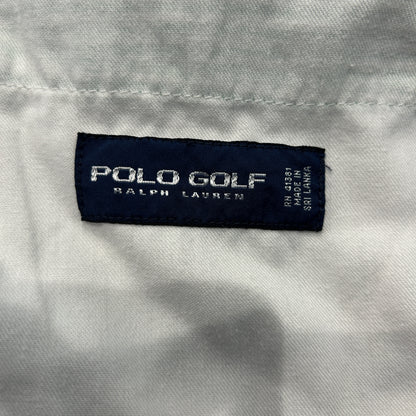 POLO GOLF
RALPH LAUREN
RN 41381
MADE IN
SRI LANKA